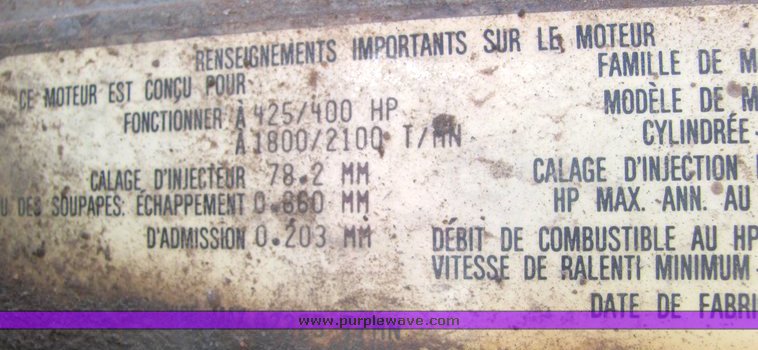 RENSEIGNEMENTS IMPORTANTS SUR LE MOTEUR
FAMILLE DE M
CE MOTEUR EST CONÇU POUR
FONCTIONNER À 425/400 HP
MODÈLE DE M
À 1800/2100 T/MN
CYLINDRÉE
CALAGE D'INJECTEUR 78.2 MM
CALAGE D'INJECTION
DES SOUPAPES: ÉCHAPPEMENT 0.660 MM
HP MAX. ANN. AU
D'ADMISSION 0.203 MM
DÉBIT DE COMBUSTIBLE AU HP
VITESSE DE RALENTI MINIMUM
DATE DE FABRI
www.purplewave.com